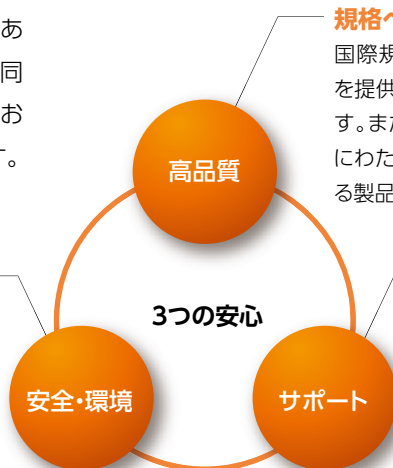 あ
同
お
す。
規格へ
国際規
を提供
す。また
にわた
る製品
高品質
3つの安心
安全・環境
サポート